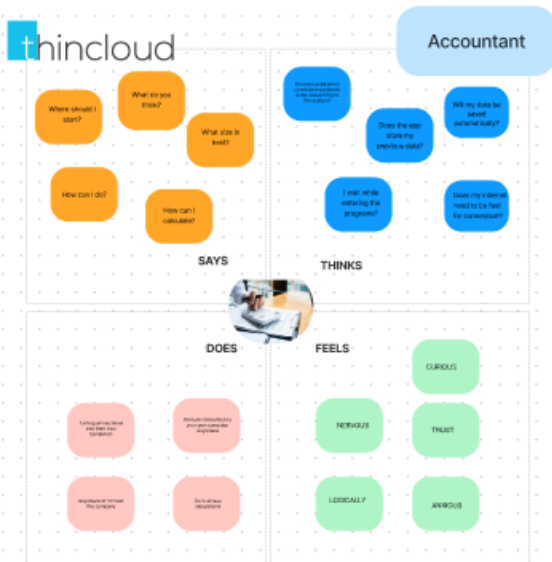 thincloud
Accountant
Where should I
start?
What do you
think?
What size is
best?
How can I do?
How can I
calculate?
Does the app
store my
previous data?
Will my data be
saved
automatically?
I wait while
entering the
programs?
Does my internet
need to be fast
for connection?
SAYS
THINKS
DOES
FEELS
CURIOUS
NERVOUS
TRUST
LOGICALLY
ANXIOUS